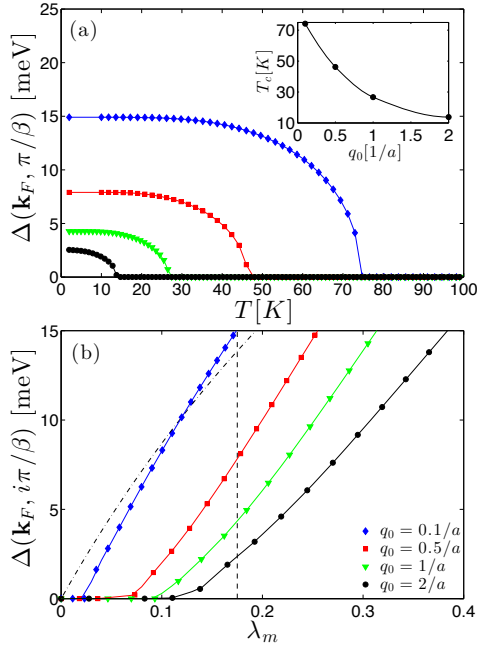 (a)
Δ(k_F, π/β) [meV]
20
15
10
5
0
0 10 20 30 40 50 60 70 80 90 100
T[K]
T_c[K]
70
50
30
10
0 0.5 1 1.5 2
q_0[1/a]
(b)
Δ(k_F, iπ/β) [meV]
15
10
5
0
0 0.1 0.2 0.3 0.4
λ_m
q_0 = 0.1/a
q_0 = 0.5/a
q_0 = 1/a
q_0 = 2/a